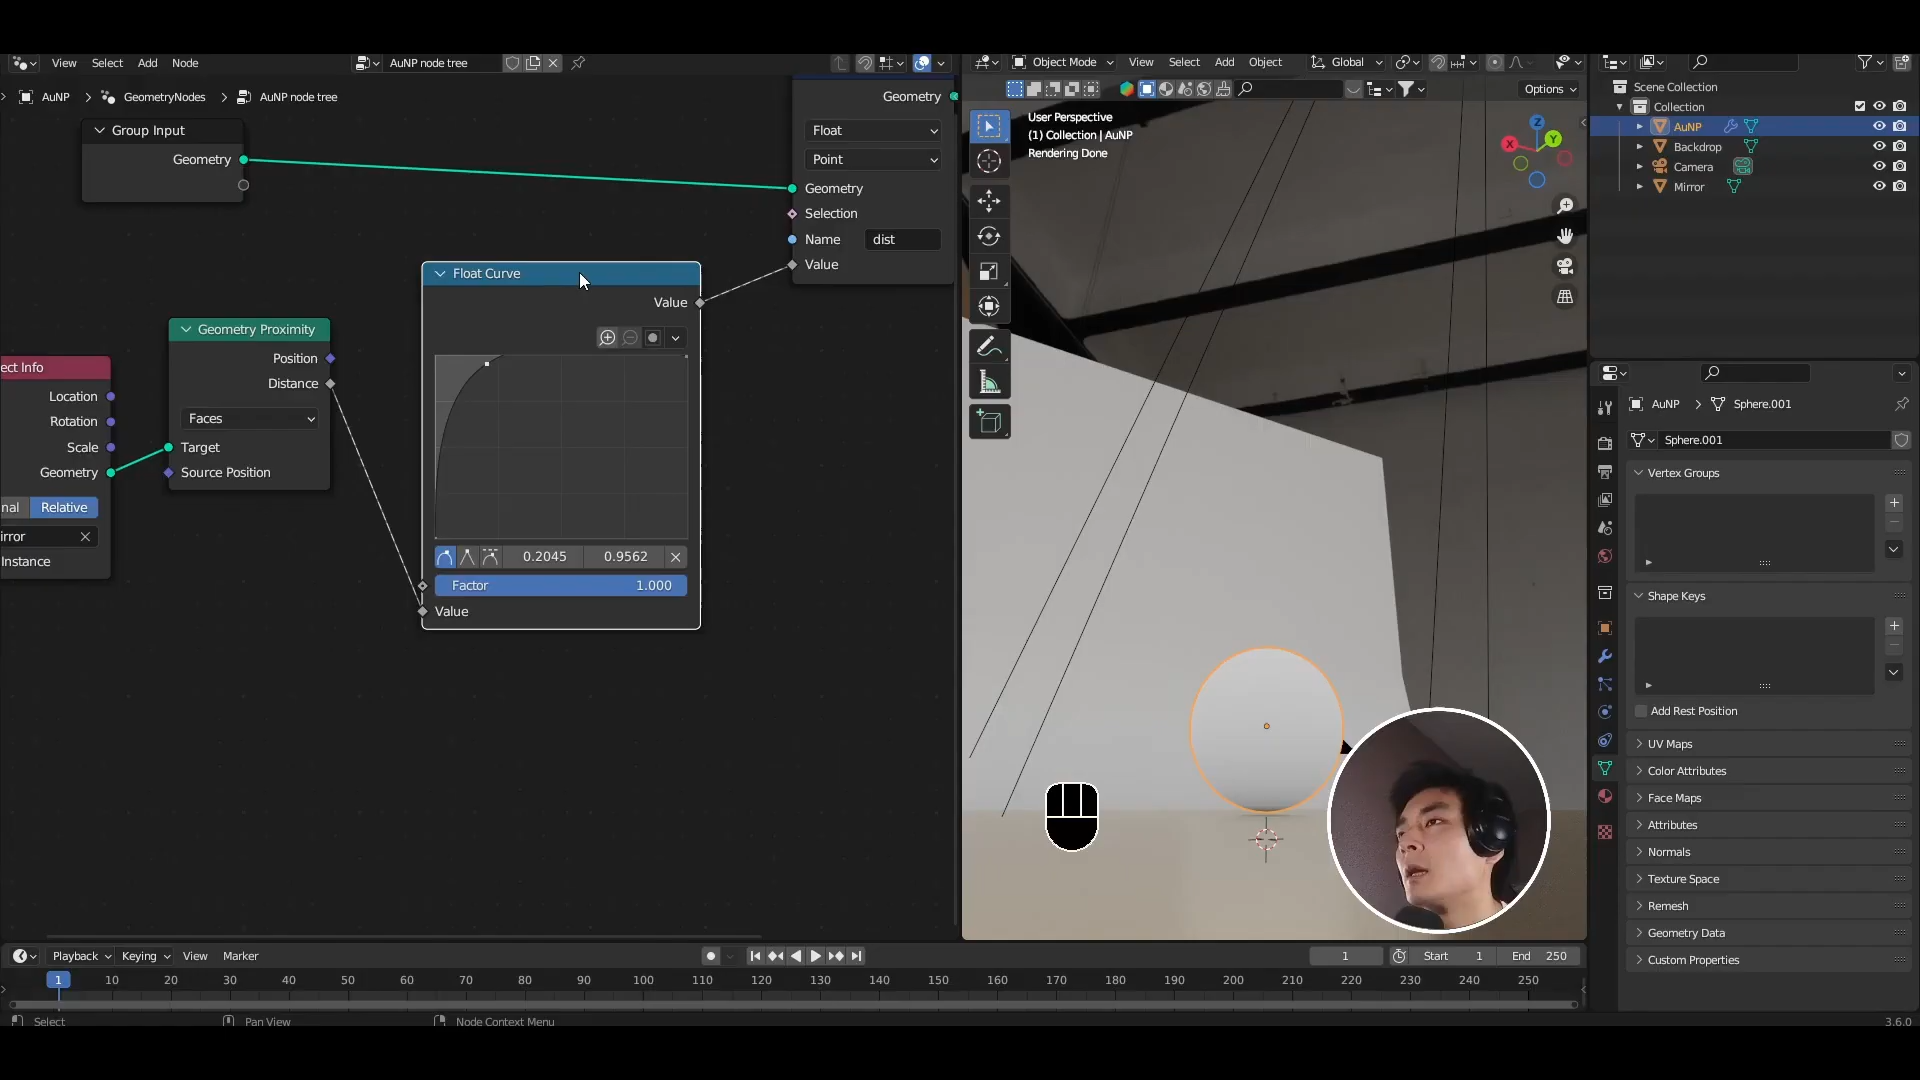 View Select Add Node
AuNP node tree
AuNP GeometryNodes AuNP node tree
Group Input
Geometry
Geometry
Float
Point
Geometry
Selection
Name dist
Value
Float Curve
Value
0.2045 0.9562
Factor 1.000
Value
Geometry Proximity
Position
Distance
Faces
Target
Source Position
ect Info
Location
Rotation
Scale
Geometry
nal Relative
irror
Instance
Object Mode View Select Add Object Global
Options
User Perspective
(1) Collection | AuNP
Rendering Done
Z
Y
X
Scene Collection
Collection
AuNP
Backdrop
Camera
Mirror
AuNP Sphere.001
Sphere.001
Vertex Groups
Shape Keys
Add Rest Position
UV Maps
Color Attributes
Face Maps
Attributes
Normals
Texture Space
Remesh
Geometry Data
Custom Properties
Playback Keying View Marker
1 Start 1 End 250
1 10 20 30 40 50 60 70 80 90 100 110 120 130 140 150 160 170 180 190 200 210 220 230 240 250
Select Pan View Node Context Menu 3.6.0